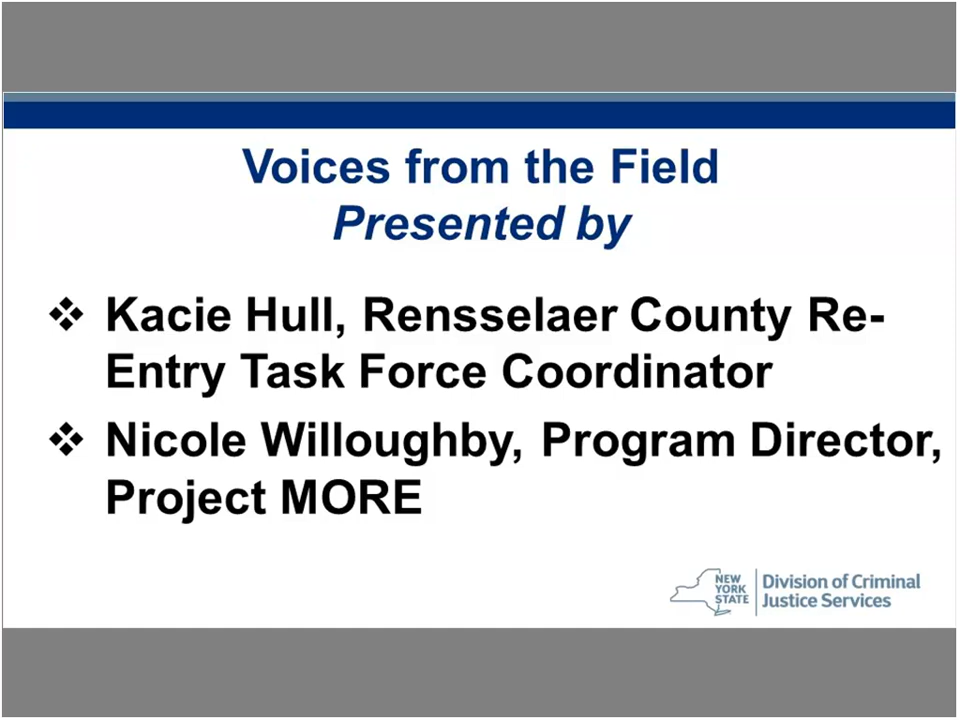 Voices from the Field
Presented by
❖ Kacie Hull, Rensselaer County Re-
Entry Task Force Coordinator
❖ Nicole Willoughby, Program Director,
Project MORE
NEW
YORK
STATE
Division of Criminal
Justice Services